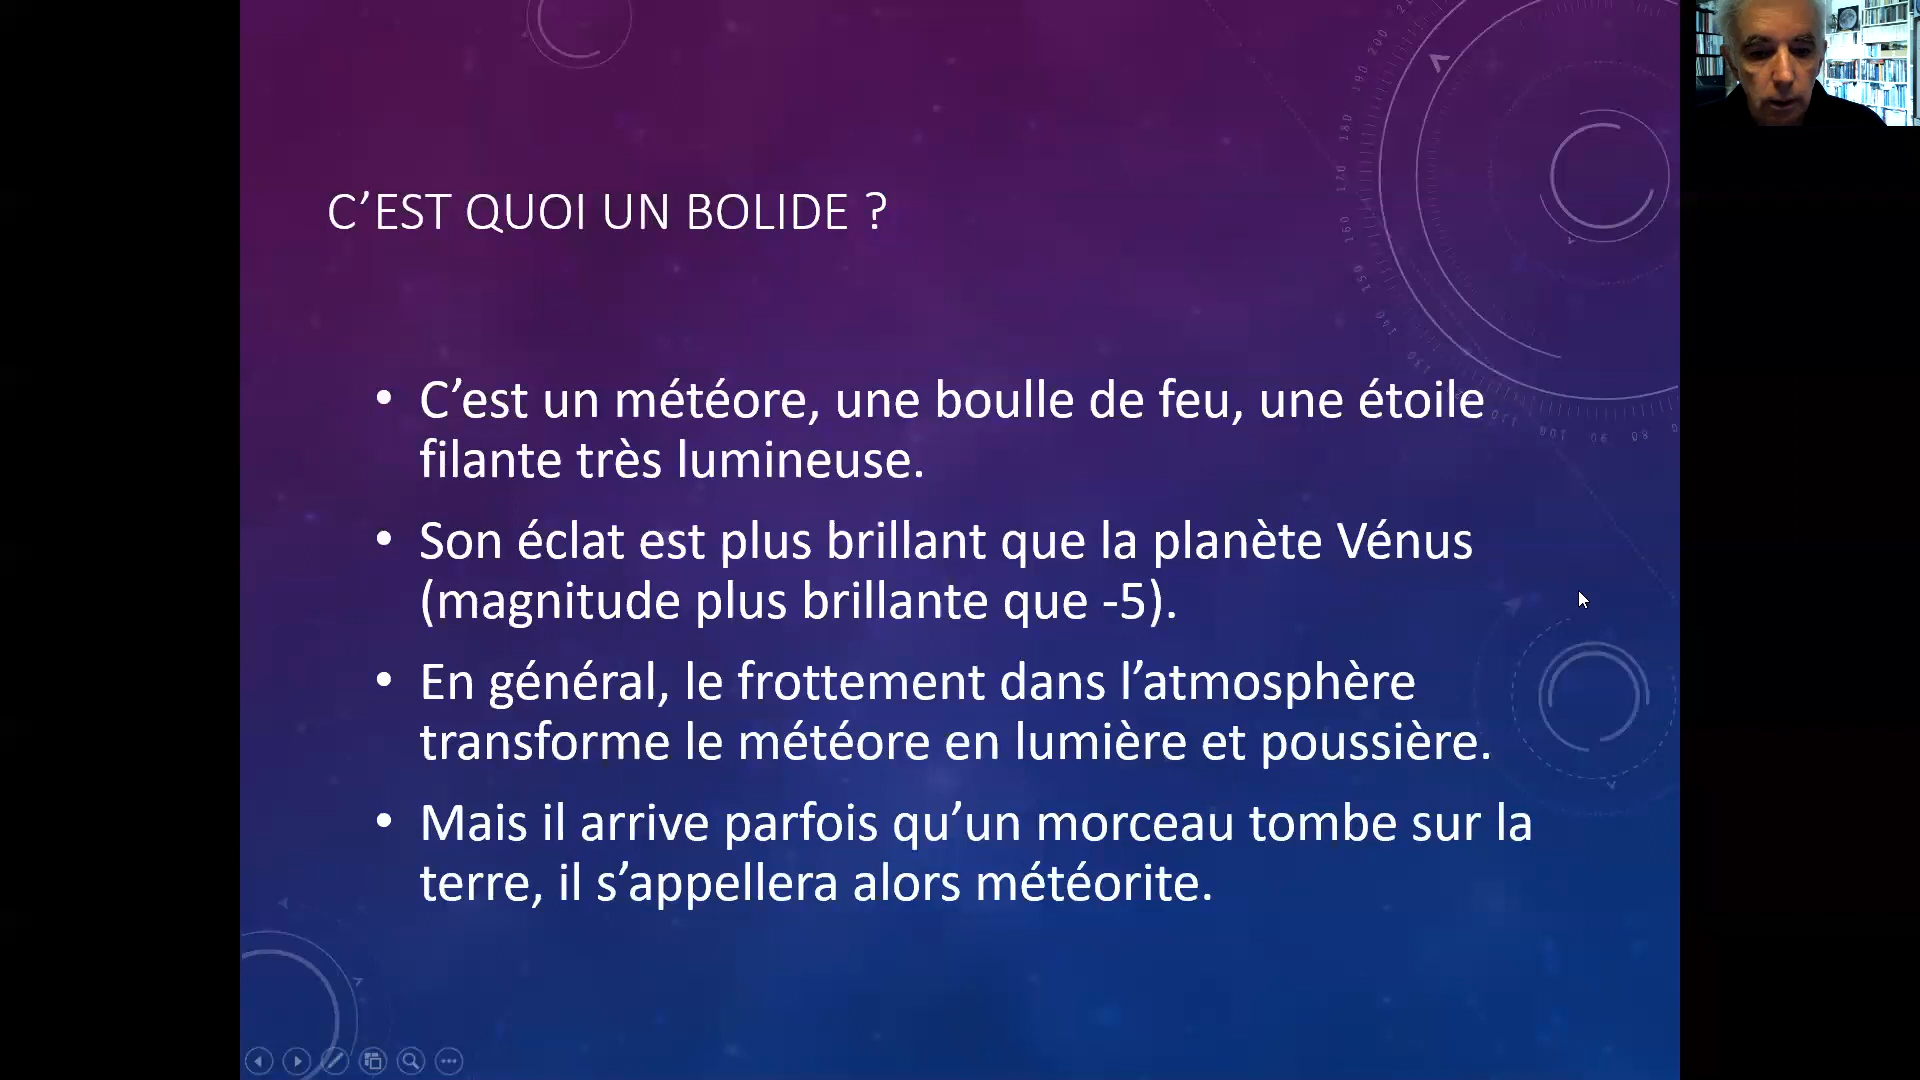 C’EST QUOI UN BOLIDE ?
• C’est un météore, une boulle de feu, une étoile
filante très lumineuse.
• Son éclat est plus brillant que la planète Vénus
(magnitude plus brillante que -5).
• En général, le frottement dans l’atmosphère
transforme le météore en lumière et poussière.
• Mais il arrive parfois qu’un morceau tombe sur la
terre, il s’appellera alors météorite.